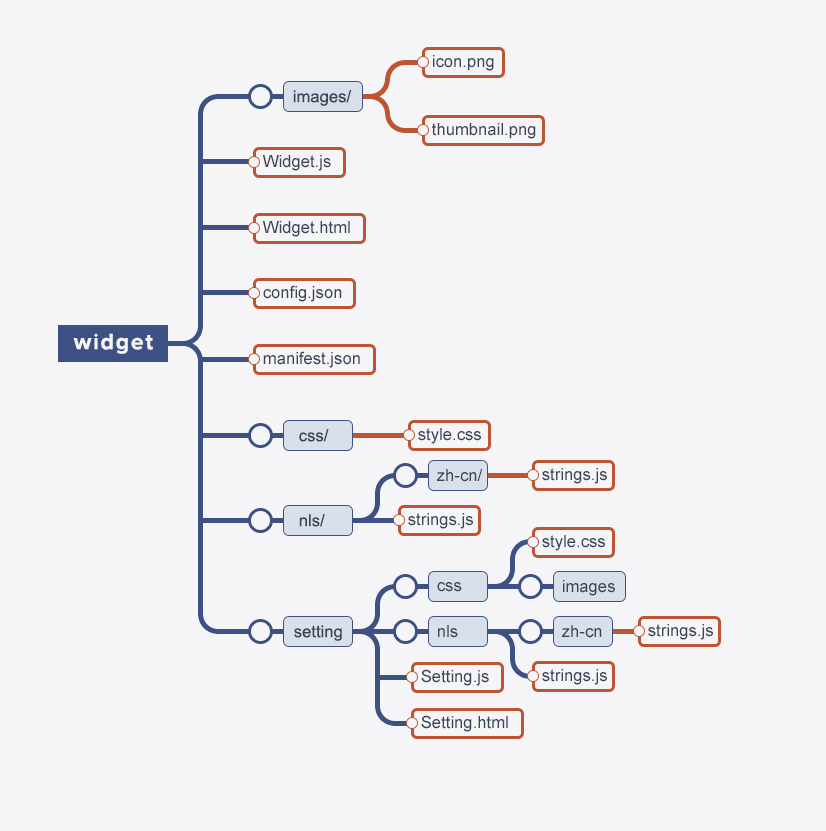 icon.png
images/
thumbnail.png
Widget.js
Widget.html
config.json
widget
manifest.json
css/
style.css
zh-cn/
strings.js
nls/
strings.js
style.css
css
images
setting
nls
zh-cn
strings.js
Setting.js
strings.js
Setting.html